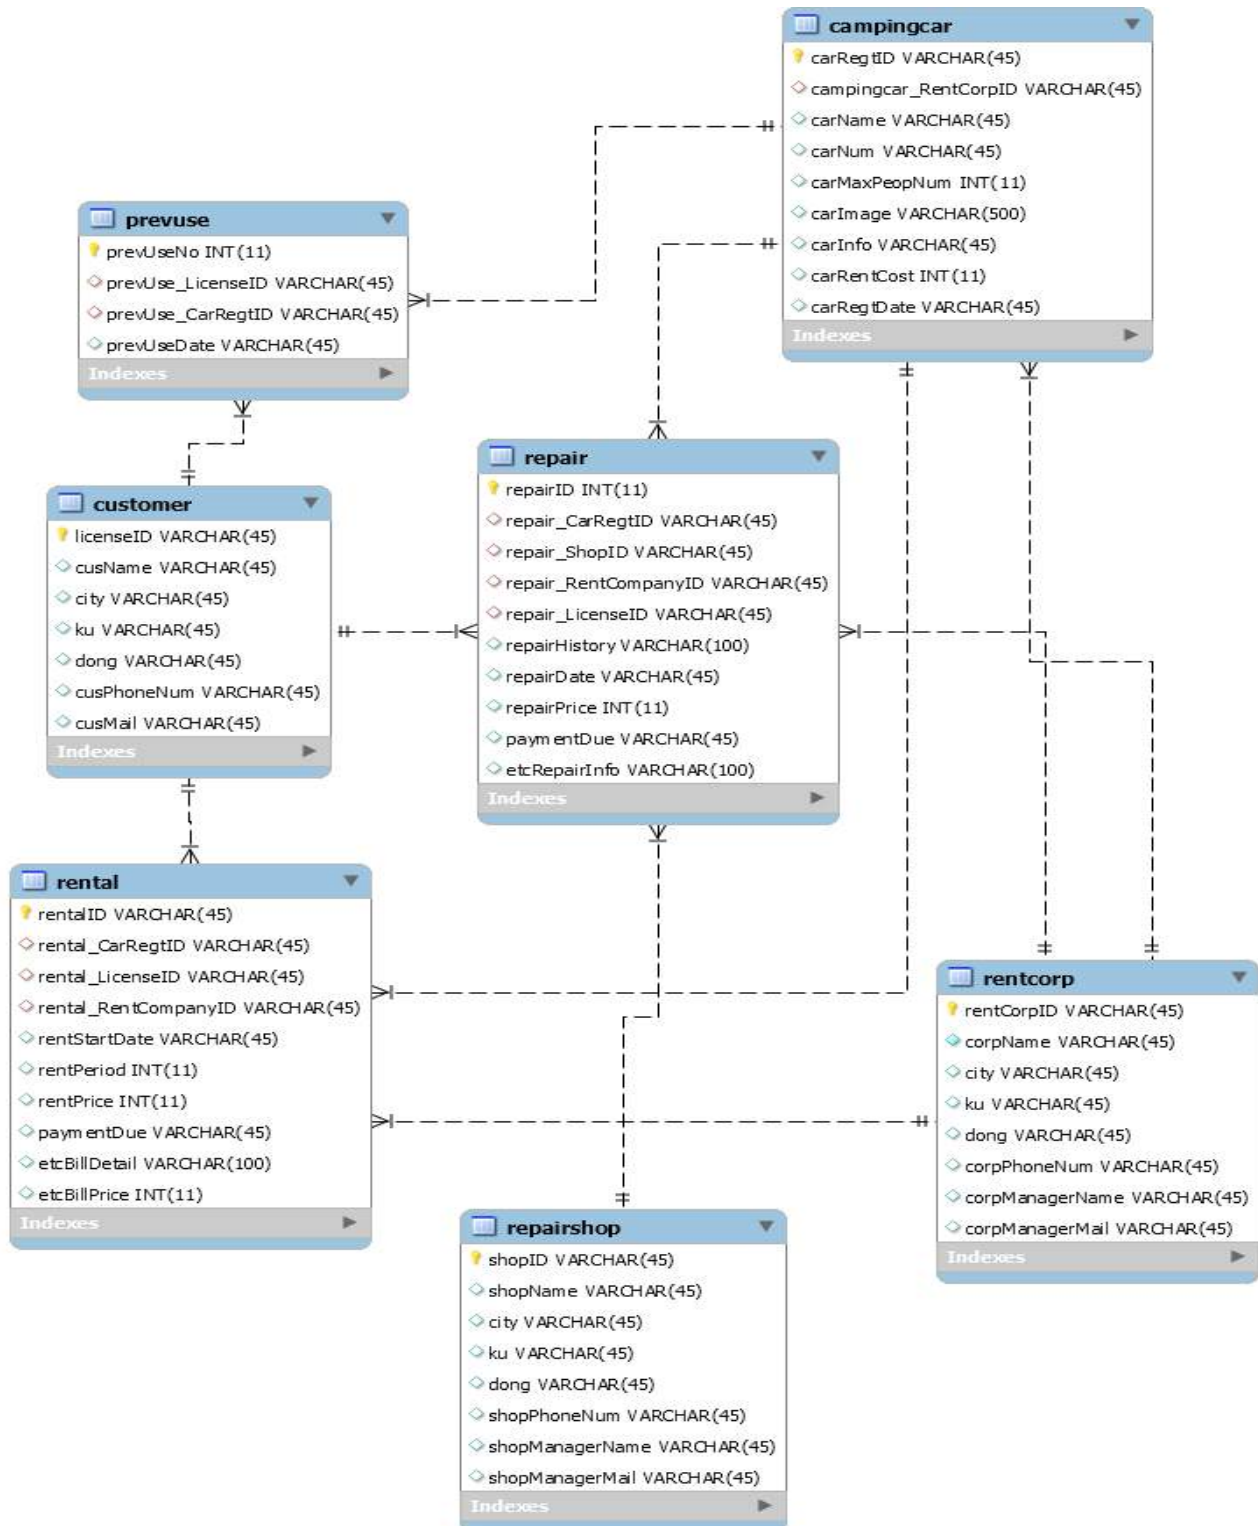 campingcar
carRegtID VARCHAR(45)
campingcar_RentCorpID VARCHAR(45)
carName VARCHAR(45)
carNum VARCHAR(45)
carMaxPeopNum INT(11)
carImage VARCHAR(500)
carInfo VARCHAR(45)
carRentCost INT(11)
carRegtDate VARCHAR(45)
Indexes
prevuse
prevUseNo INT(11)
prevUse_LicenseID VARCHAR(45)
prevUse_CarRegtID VARCHAR(45)
prevUseDate VARCHAR(45)
Indexes
repair
repairID INT(11)
repair_CarRegtID VARCHAR(45)
repair_ShopID VARCHAR(45)
repair_RentCompanyID VARCHAR(45)
repair_LicenseID VARCHAR(45)
repairHistory VARCHAR(100)
repairDate VARCHAR(45)
repairPrice INT(11)
paymentDue VARCHAR(45)
etcRepairInfo VARCHAR(100)
Indexes
customer
licenseID VARCHAR(45)
cusName VARCHAR(45)
city VARCHAR(45)
ku VARCHAR(45)
dong VARCHAR(45)
cusPhoneNum VARCHAR(45)
cusMail VARCHAR(45)
Indexes
rental
rentalID VARCHAR(45)
rental_CarRegtID VARCHAR(45)
rental_LicenseID VARCHAR(45)
rental_RentCompanyID VARCHAR(45)
rentStartDate VARCHAR(45)
rentPeriod INT(11)
rentPrice INT(11)
paymentDue VARCHAR(45)
etcBillDetail VARCHAR(100)
etcBillPrice INT(11)
Indexes
rentcorp
rentCorpID VARCHAR(45)
corpName VARCHAR(45)
city VARCHAR(45)
ku VARCHAR(45)
dong VARCHAR(45)
corpPhoneNum VARCHAR(45)
corpManagerName VARCHAR(45)
corpManagerMail VARCHAR(45)
Indexes
repairshop
shopID VARCHAR(45)
shopName VARCHAR(45)
city VARCHAR(45)
ku VARCHAR(45)
dong VARCHAR(45)
shopPhoneNum VARCHAR(45)
shopManagerName VARCHAR(45)
shopManagerMail VARCHAR(45)
Indexes